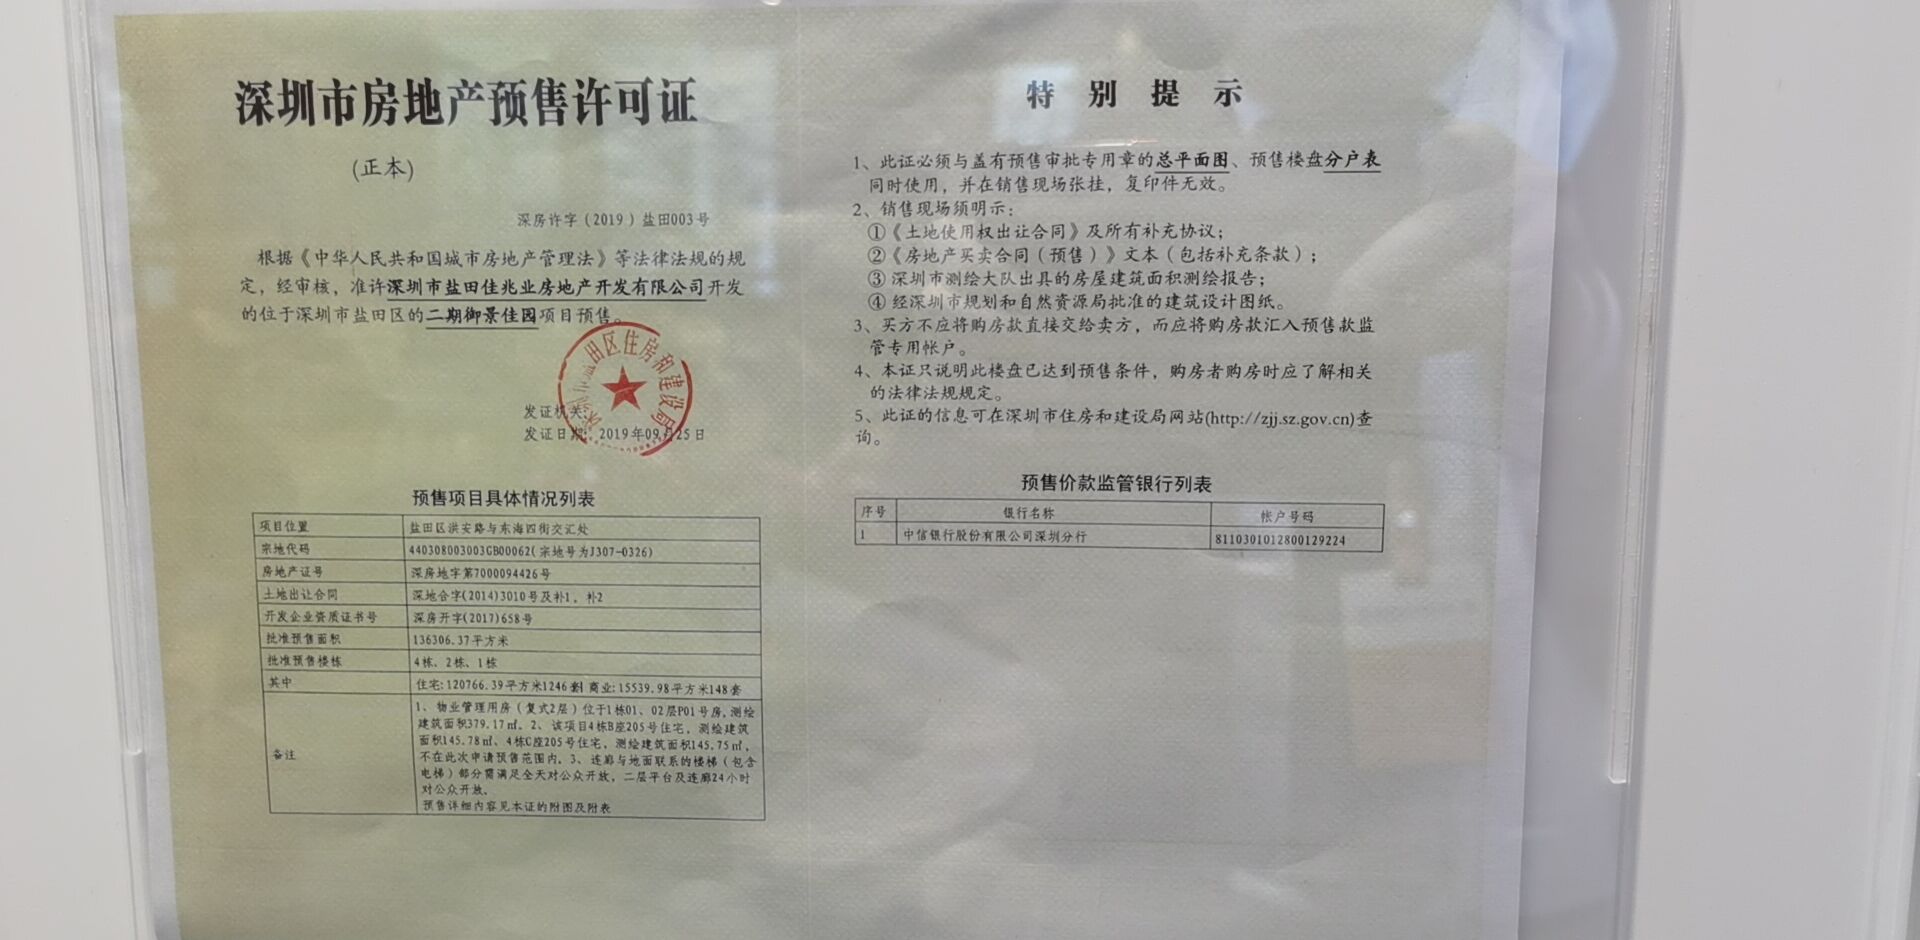 深圳市房地产预售许可证
(正本)
深房许字（2019）盐田003号
根据《中华人民共和国城市房地产管理法》等法律法规的规
定，经审核，准许深圳市盐田佳兆业房地产开发有限公司开发
的位于深圳市盐田区的二期御景佳园项目预售。
深圳市盐田区住房和建设局
发证机关:
发证日期: 2019年09月25日
预售项目具体情况列表
项目位置 盐田区洪安路与东海四街交汇处
宗地代码 440308003003GB00062(宗地号为J307-0326)
房地产证号 深房地字第7000094426号
土地出让合同 深地合字(2014)3010号及补1，补2
开发企业资质证书号 深房开字(2017)658号
批准预售面积 136306.37平方米
批准预售楼栋 4栋、2栋、1栋
其中 住宅:120766.39平方米1246套 商业:15539.98平方米148套
备注
1、物业管理用房（复式2层）位于1栋01、02层P01号房,测绘
建筑面积379.17㎡。2、该项目4栋B座205号住宅，测绘建筑
面积145.78㎡、4栋C座205号住宅，测绘建筑面积145.75㎡，
不在此次申请预售范围内。3、连廊与地面联系的楼梯（包含
电梯）部分需满足全天对公众开放，二层平台及连廊24小时
对公众开放。
预售详细内容见本证的附图及附表
特别提示
1、此证必须与盖有预售审批专用章的总平面图、预售楼盘分户表
同时使用，并在销售现场张挂，复印件无效。
2、销售现场须明示：
①《土地使用权出让合同》及所有补充协议；
②《房地产买卖合同（预售）》文本（包括补充条款）；
③深圳市测绘大队出具的房屋建筑面积测绘报告；
④经深圳市规划和自然资源局批准的建筑设计图纸。
3、买方不应将购房款直接交给卖方，而应将购房款汇入预售款监
管专用帐户。
4、本证只说明此楼盘已达到预售条件，购房者购房时应了解相关
的法律法规规定。
5、此证的信息可在深圳市住房和建设局网站(http://zjj.sz.gov.cn)查
询。
预售价款监管银行列表
序号 银行名称 帐户号码
1 中信银行股份有限公司深圳分行 8110301012800129224